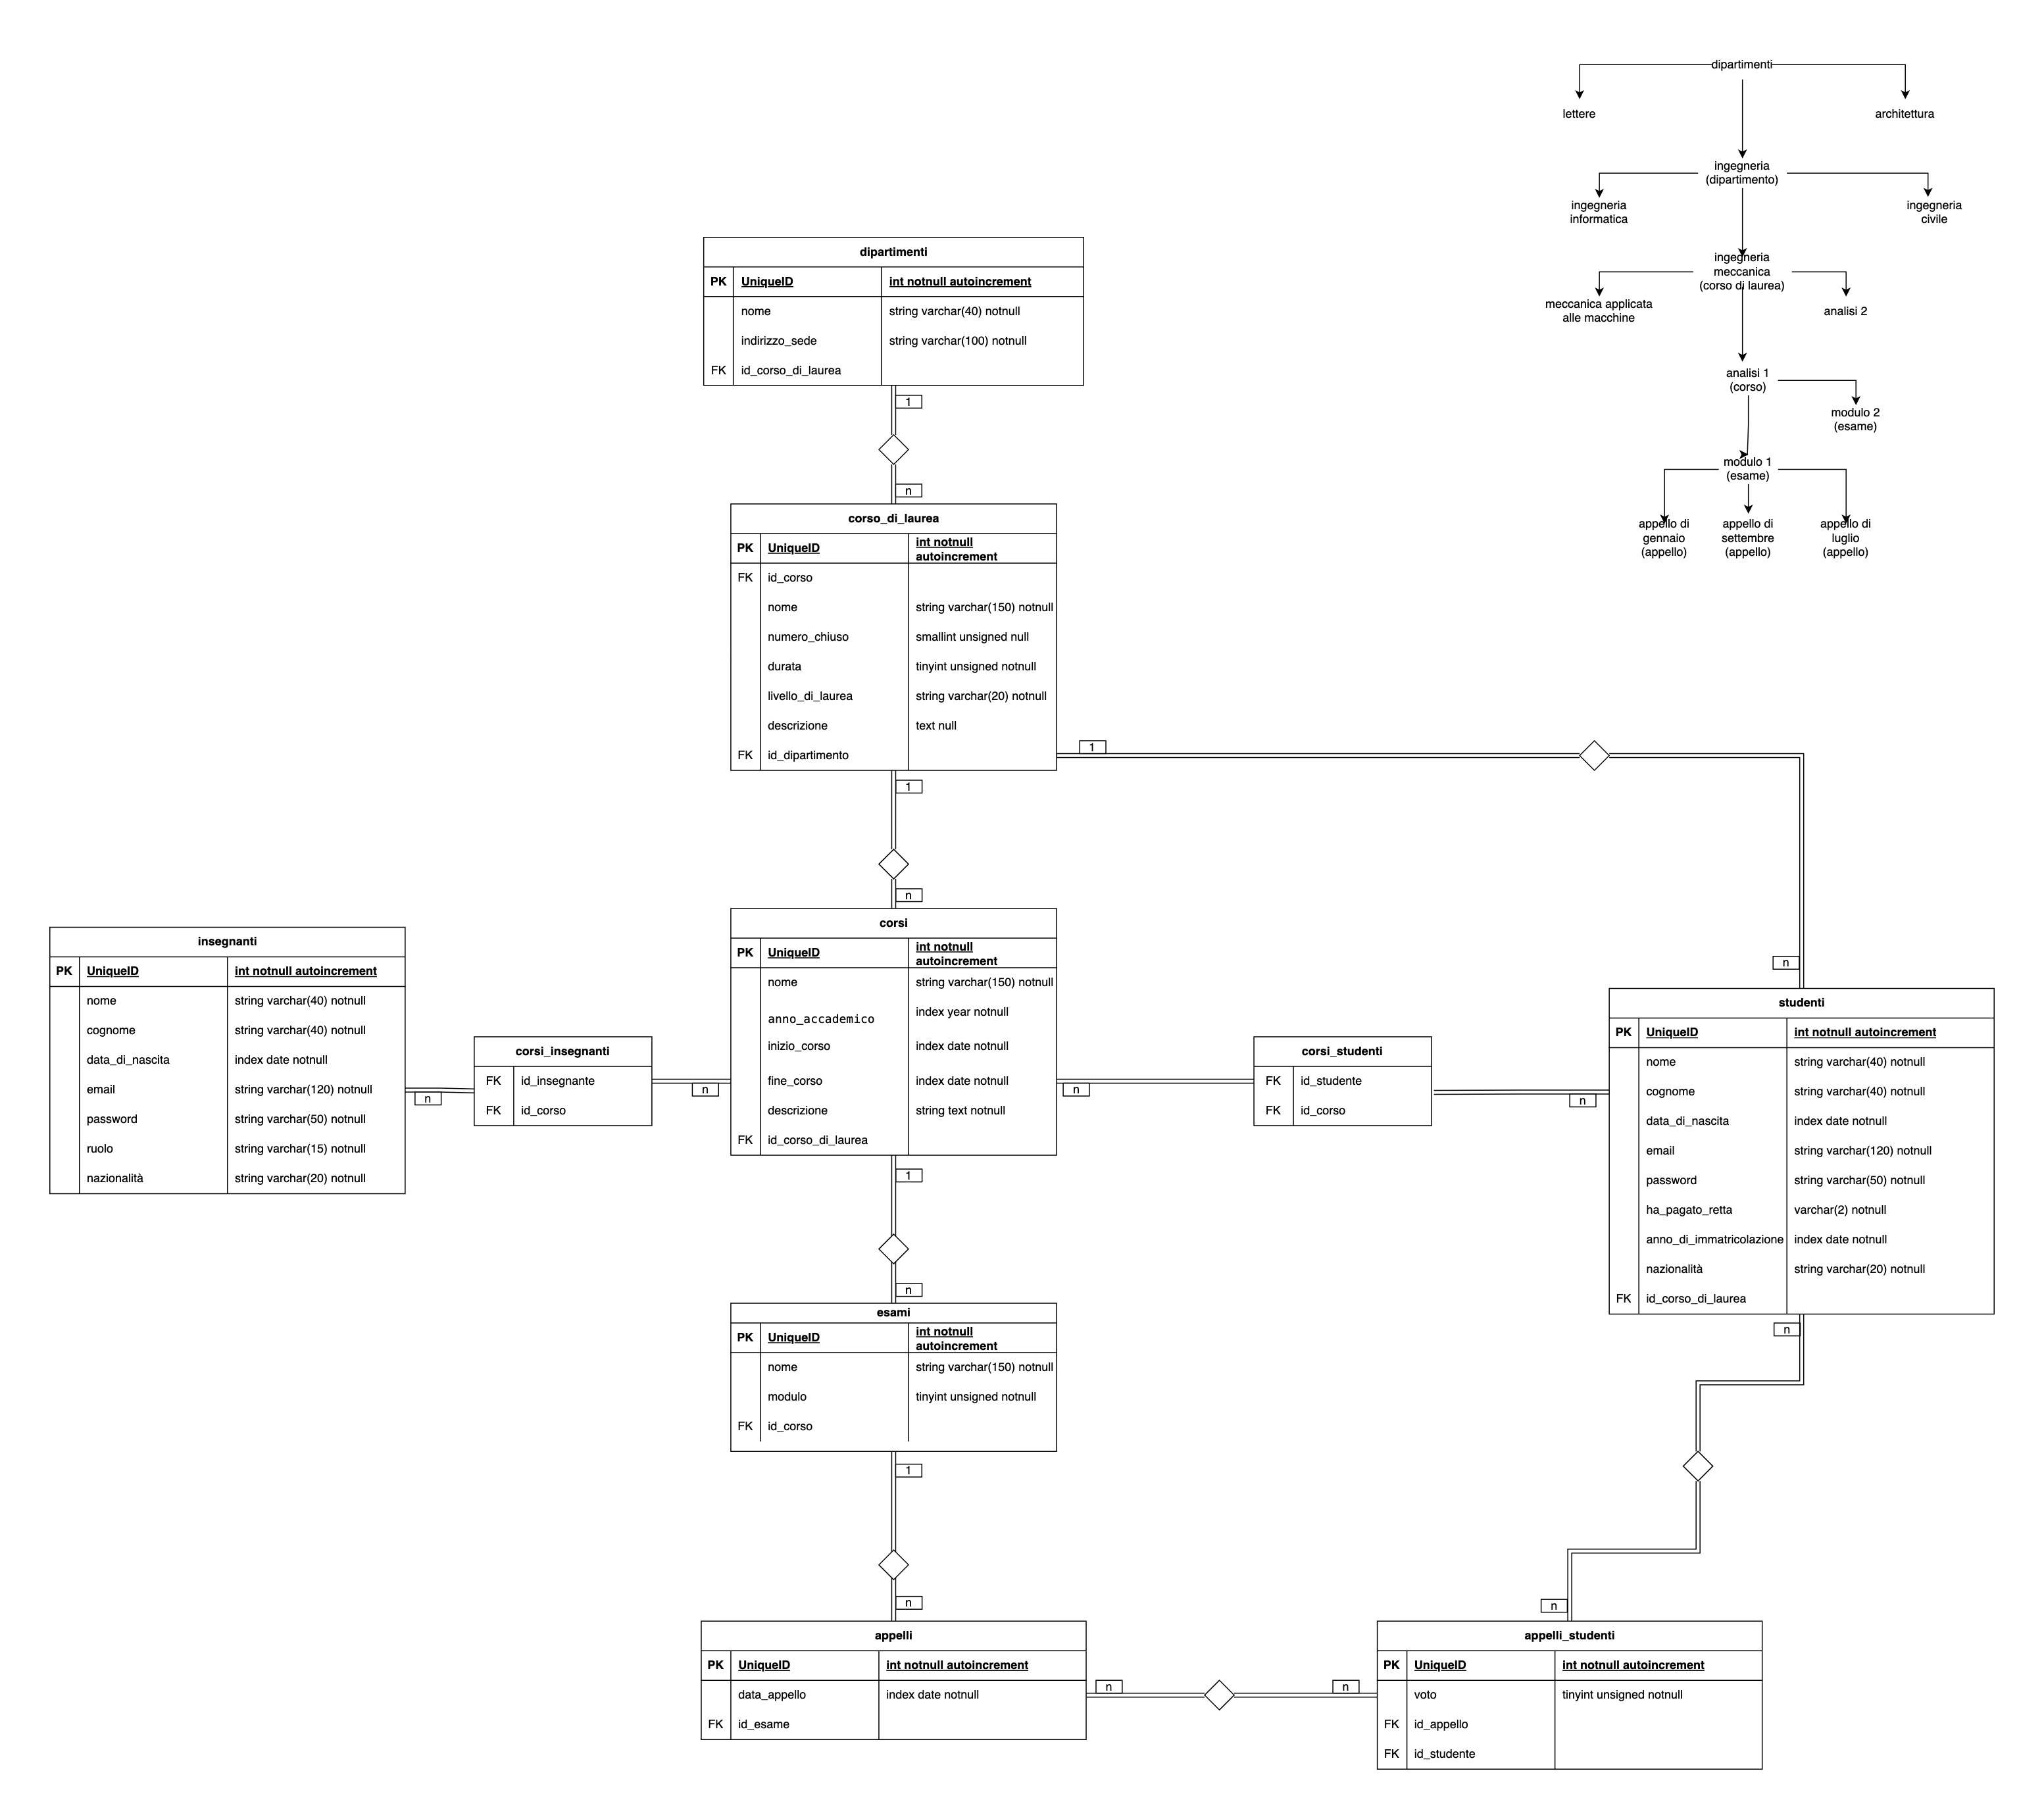 dipartimenti
lettere
architettura
ingegneria
(dipartimento)
ingegneria
informatica
ingegneria
civile
ingegneria
meccanica
(corso di laurea)
meccanica applicata
alle macchine
analisi 2
analisi 1
(corso)
modulo 2
(esame)
modulo 1
(esame)
appello di
gennaio
(appello)
appello di
settembre
(appello)
appello di
luglio
(appello)
dipartimenti
PK UniqueID int notnull autoincrement
nome string varchar(40) notnull
indirizzo_sede string varchar(100) notnull
FK id_corso_di_laurea
1
n
corso_di_laurea
PK UniqueID int notnull
autoincrement
FK id_corso
nome string varchar(150) notnull
numero_chiuso smallint unsigned null
durata tinyint unsigned notnull
livello_di_laurea string varchar(20) notnull
descrizione text null
FK id_dipartimento
1
1
n
n
insegnanti
PK UniqueID int notnull autoincrement
nome string varchar(40) notnull
cognome string varchar(40) notnull
data_di_nascita index date notnull
email string varchar(120) notnull
password string varchar(50) notnull
ruolo string varchar(15) notnull
nazionalità string varchar(20) notnull
n
corsi_insegnanti
FK id_insegnante
FK id_corso
n
corsi
PK UniqueID int notnull
autoincrement
nome string varchar(150) notnull
anno_accademico index year notnull
inizio_corso index date notnull
fine_corso index date notnull
descrizione string text notnull
FK id_corso_di_laurea
n
corsi_studenti
FK id_studente
FK id_corso
n
studenti
PK UniqueID int notnull autoincrement
nome string varchar(40) notnull
cognome string varchar(40) notnull
data_di_nascita index date notnull
email string varchar(120) notnull
password string varchar(50) notnull
ha_pagato_retta varchar(2) notnull
anno_di_immatricolazione index date notnull
nazionalità string varchar(20) notnull
FK id_corso_di_laurea
1
n
n
esami
PK UniqueID int notnull
autoincrement
nome string varchar(150) notnull
modulo tinyint unsigned notnull
FK id_corso
1
n
n
appelli
PK UniqueID int notnull autoincrement
data_appello index date notnull
FK id_esame
n
n
appelli_studenti
PK UniqueID int notnull autoincrement
voto tinyint unsigned notnull
FK id_appello
FK id_studente